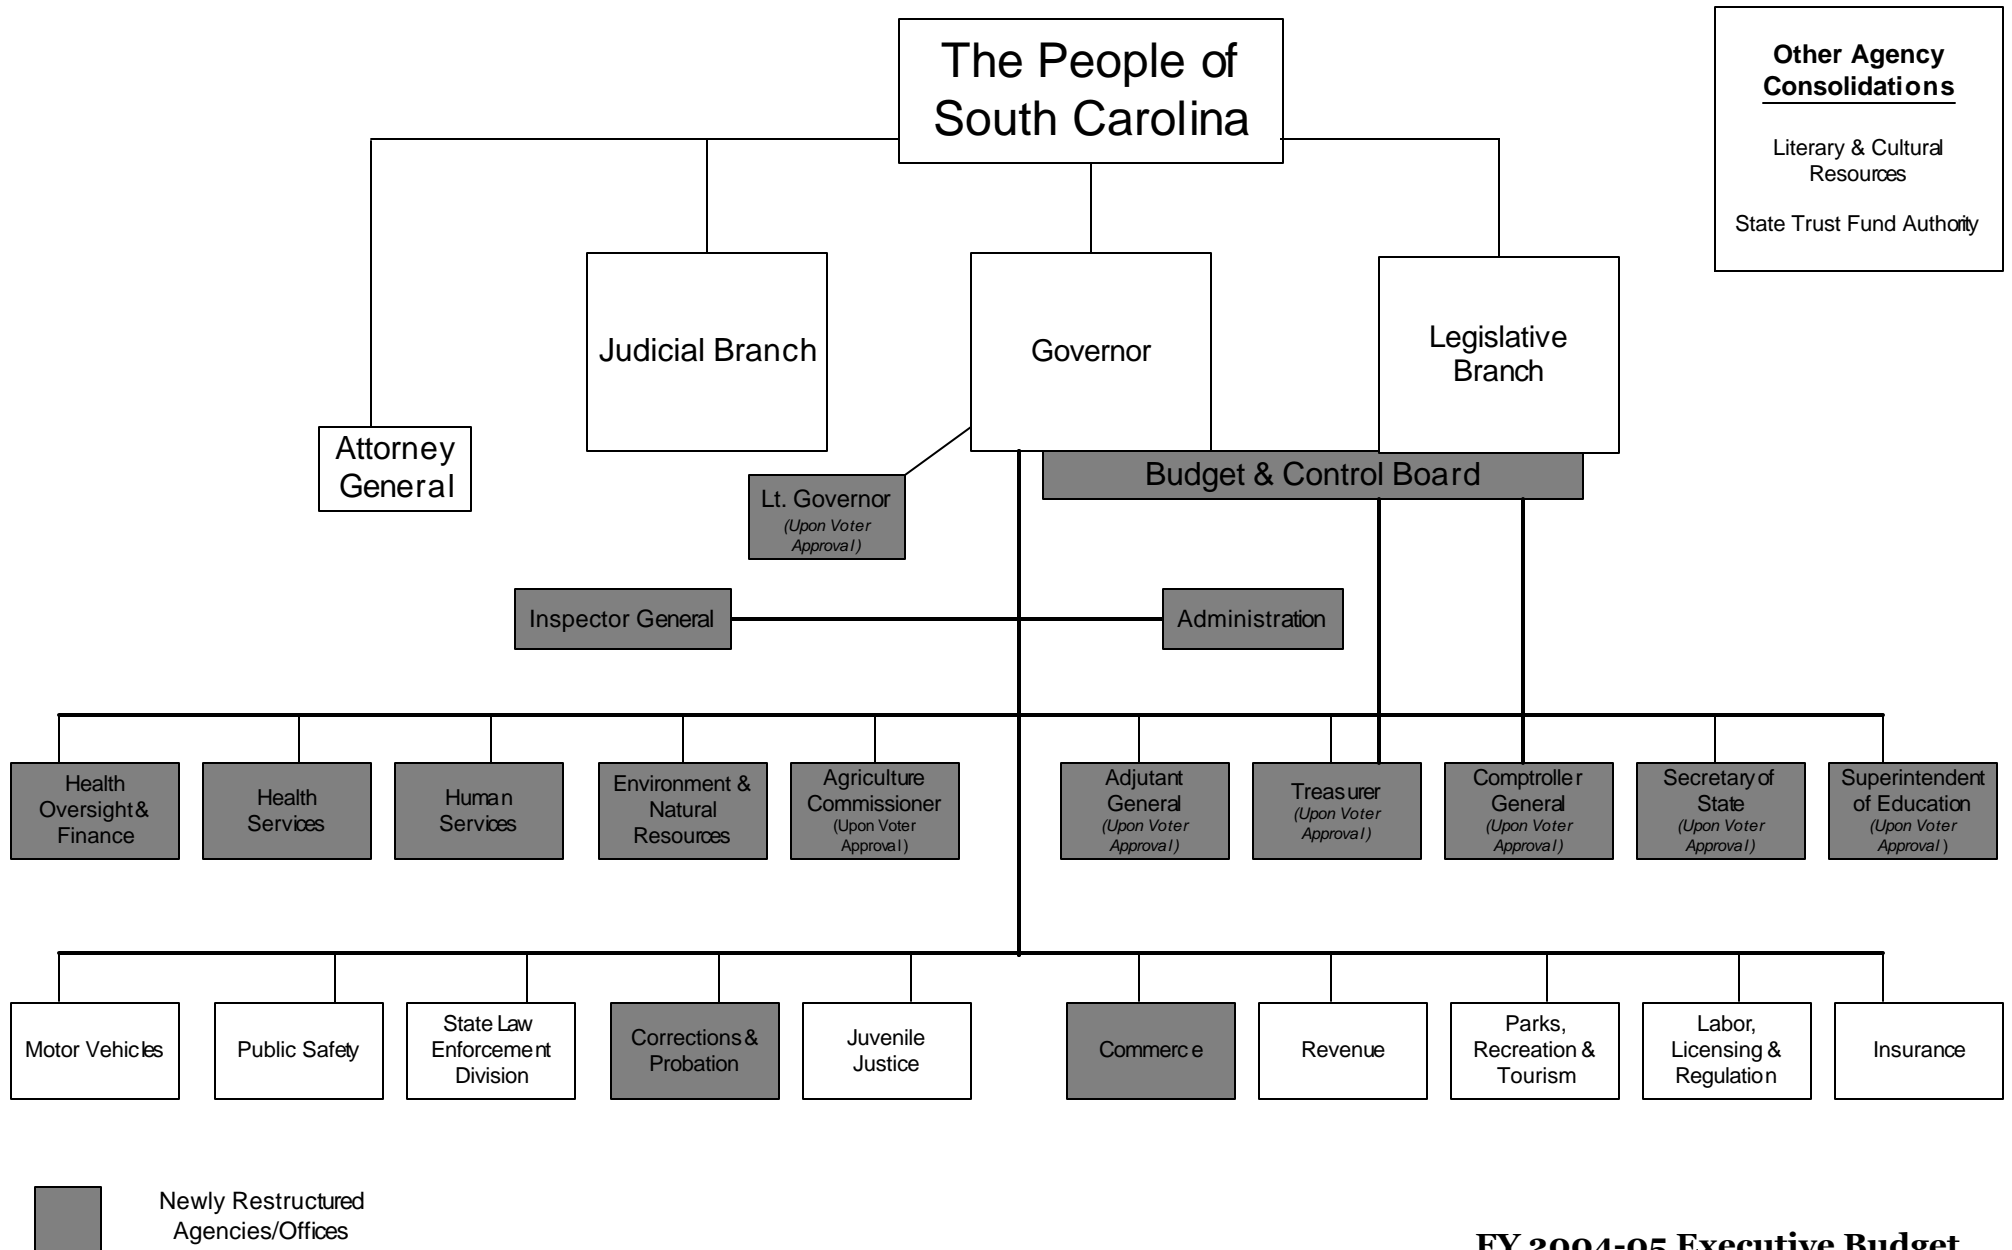 The People of
South Carolina
Other Agency
Consolidations
Literary & Cultural
Resources
State Trust Fund Authority
Judicial Branch
Governor
Legislative
Branch
Attorney
General
Budget & Control Board
Lt. Governor
(Upon Voter
Approval)
Inspector General
Administration
Health
Oversight &
Finance
Health
Services
Human
Services
Environment &
Natural
Resources
Agriculture
Commissioner
(Upon Voter
Approval)
Adjutant
General
(Upon Voter
Approval)
Treasurer
(Upon Voter
Approval)
Comptroller
General
(Upon Voter
Approval)
Secretary of
State
(Upon Voter
Approval)
Superintendent
of Education
(Upon Voter
Approval)
Motor Vehicles
Public Safety
State Law
Enforcement
Division
Corrections &
Probation
Juvenile
Justice
Commerce
Revenue
Parks,
Recreation &
Tourism
Labor,
Licensing &
Regulation
Insurance
Newly Restructured
Agencies/Offices
FY 2004-05 Executive Budget